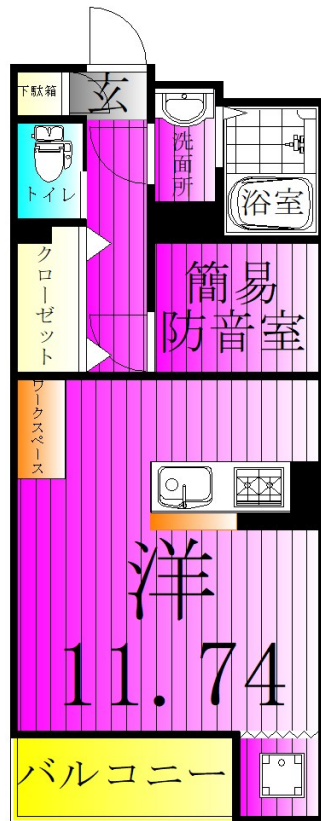 下駄箱
玄
洗面所
トイレ
浴室
クローゼット
簡易
防音室
ワークスペース
洋
11.74
バルコニー